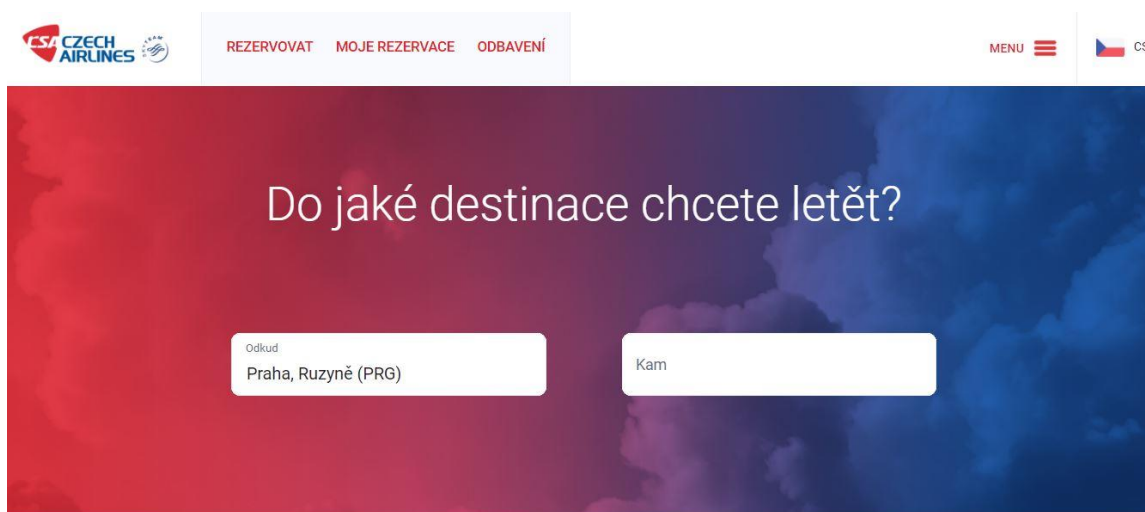 CSA CZECH
AIRLINES
REZERVOVAT MOJE REZERVACE ODBAVENÍ
MENU
CS
Do jaké destinace chcete letět?
Odkud
Praha, Ruzyně (PRG)
Kam